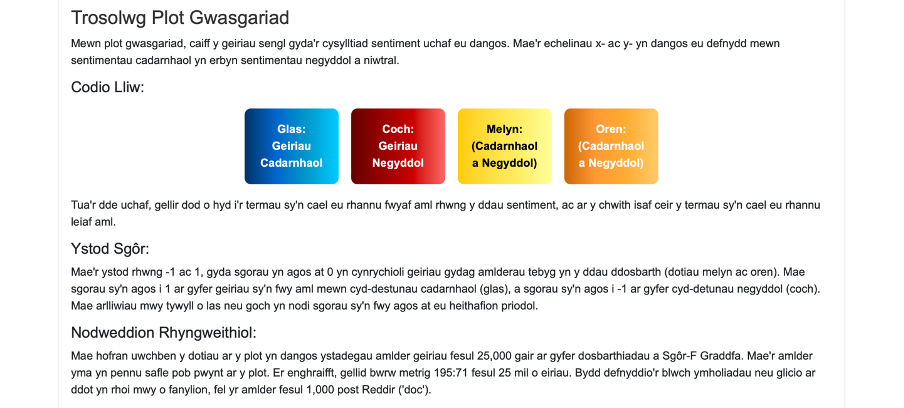 Trosolwg Plot Gwasgariad
Mewn plot gwasgariad, caiff y geiriau sengl gyda'r cysylltiad sentiment uchaf eu dangos. Mae'r echelinau x- ac y- yn dangos eu defnydd mewn
sentimentau cadarnhaol yn erbyn sentimentau negyddol a niwtral.
Codio Lliw:
Glas:
Geiriau
Cadarnhaol
Coch:
Geiriau
Negyddol
Melyn:
(Cadarnhaol
a Negyddol)
Oren:
(Cadarnhaol
a Negyddol)
Tua'r dde uchaf, gellir dod o hyd i'r termau sy'n cael eu rhannu fwyaf aml rhwng y ddau sentiment, ac ar y chwith isaf ceir y termau sy'n cael eu rhannu
leiaf aml.
Ystod Sgôr:
Mae'r ystod rhwng -1 ac 1, gyda sgorau yn agos at 0 yn cynrychioli geiriau gydag amlderau tebyg yn y ddau ddosbarth (dotiau melyn ac oren). Mae
sgorau sy'n agos i 1 ar gyfer geiriau sy'n fwy aml mewn cyd-destunau cadarnhaol (glas), a sgorau sy'n agos i -1 ar gyfer cyd-detunau negyddol (coch).
Mae arlliwiau mwy tywyll o las neu goch yn nodi sgorau sy'n fwy agos at eu heithafion priodol.
Nodweddion Rhyngweithiol:
Mae hofran uwchben y dotiau ar y plot yn dangos ystadegau amlder geiriau fesul 25,000 gair ar gyfer dosbarthiadau a Sgôr-F Graddfa. Mae'r amlder
yma yn pennu safle pob pwynt ar y plot. Er enghraifft, gellid bwrw metrig 195:71 fesul 25 mil o eiriau. Bydd defnyddio'r blwch ymholiadau neu glicio ar
ddot yn rhoi mwy o fanylion, fel yr amlder fesul 1,000 post Reddir ('doc').